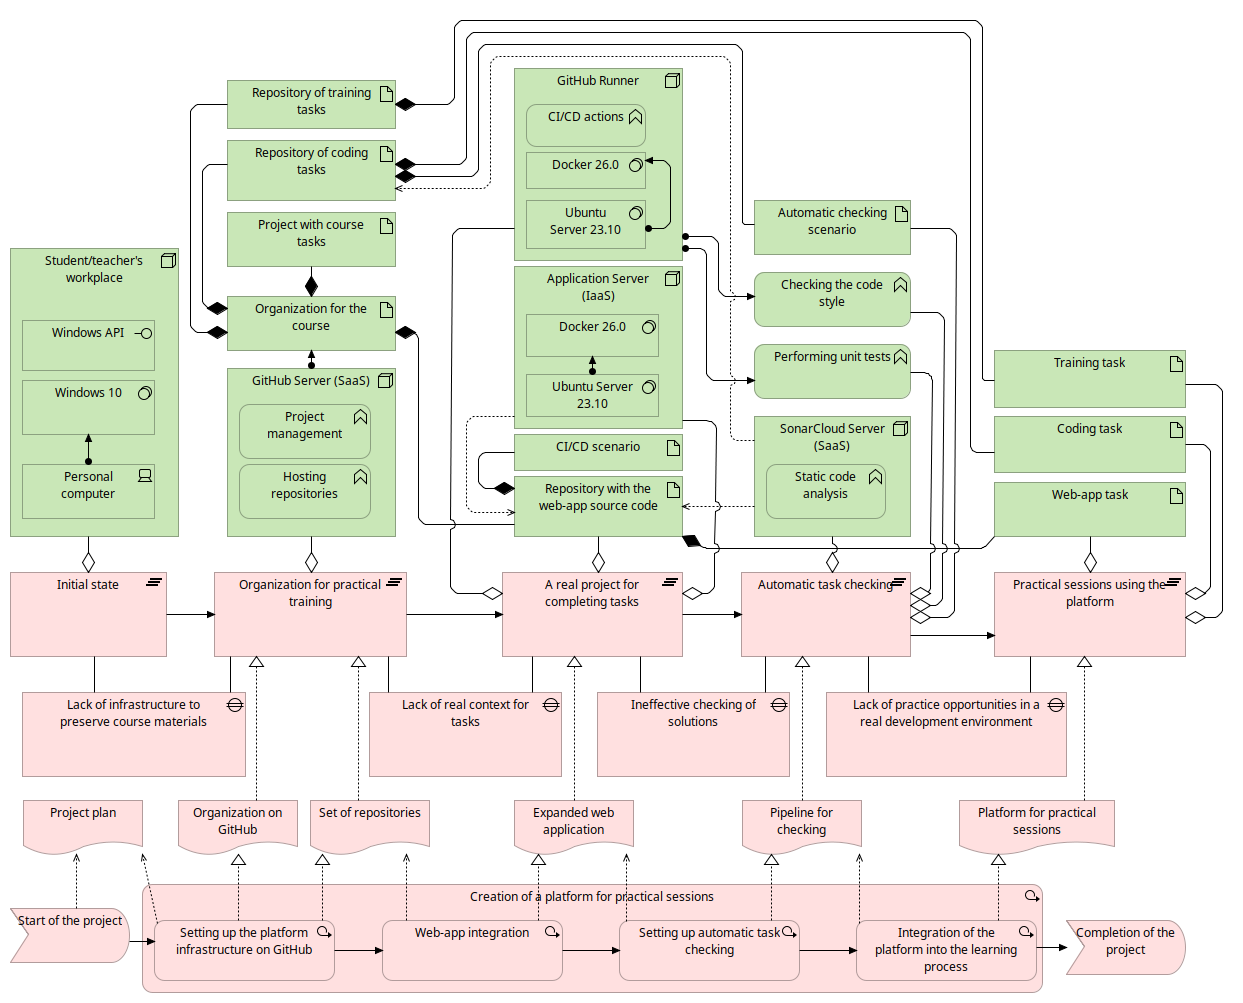 Repository of training
tasks
Repository of coding
tasks
Project with course
tasks
Organization for the
course
GitHub Server (SaaS)
Project
management
Hosting
repositories
Student/teacher's
workplace
Windows API
Windows 10
Personal
computer
GitHub Runner
CI/CD actions
Docker 26.0
Ubuntu
Server 23.10
Application Server
(IaaS)
Docker 26.0
Ubuntu Server
23.10
CI/CD scenario
Repository with the
web-app source code
Automatic checking
scenario
Checking the code
style
Performing unit tests
SonarCloud Server
(SaaS)
Static code
analysis
Training task
Coding task
Web-app task
Initial state
Organization for practical
training
A real project for
completing tasks
Automatic task checking
Practical sessions using the
platform
Lack of infrastructure to
preserve course materials
Lack of real context for
tasks
Ineffective checking of
solutions
Lack of practice opportunities in a
real development environment
Project plan
Organization on
GitHub
Set of repositories
Expanded web
application
Pipeline for
checking
Platform for practical
sessions
Creation of a platform for practical sessions
Start of the project
Setting up the platform
infrastructure on GitHub
Web-app integration
Setting up automatic task
checking
Integration of the
platform into the learning
process
Completion of the
project